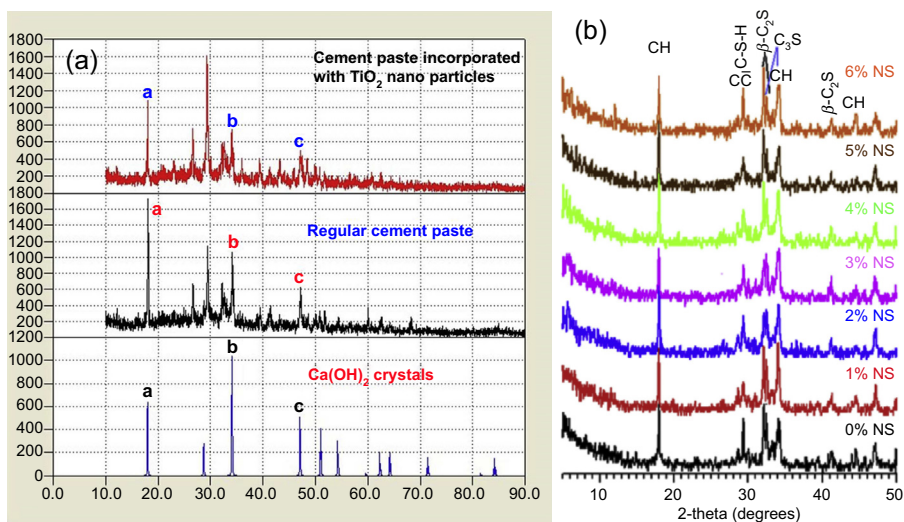 (a)
Cement paste incorporated
with TiO2 nano particles
1800
1600
1400
1200
1000
800
600
400
200
a
b
c
Regular cement paste
1800
1600
1400
1200
1000
800
600
400
200
a
b
c
Ca(OH)2 crystals
1200
1000
800
600
400
200
0
a
b
c
0.0 10.0 20.0 30.0 40.0 50.0 60.0 70.0 80.0 90.0
(b)
CH
CCl
C-S-H
β-C2S
C3S
CH
β-C2S
CH
6% NS
5% NS
4% NS
3% NS
2% NS
1% NS
0% NS
10 20 30 40 50
2-theta (degrees)